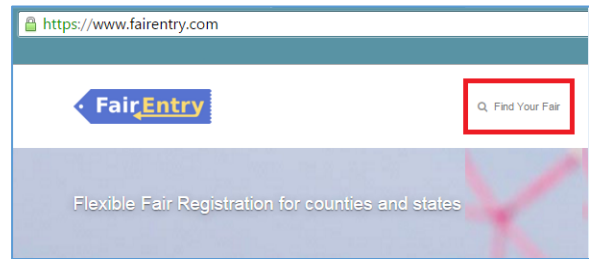 https://www.fairentry.com
FairEntry
Find Your Fair
Flexible Fair Registration for counties and states